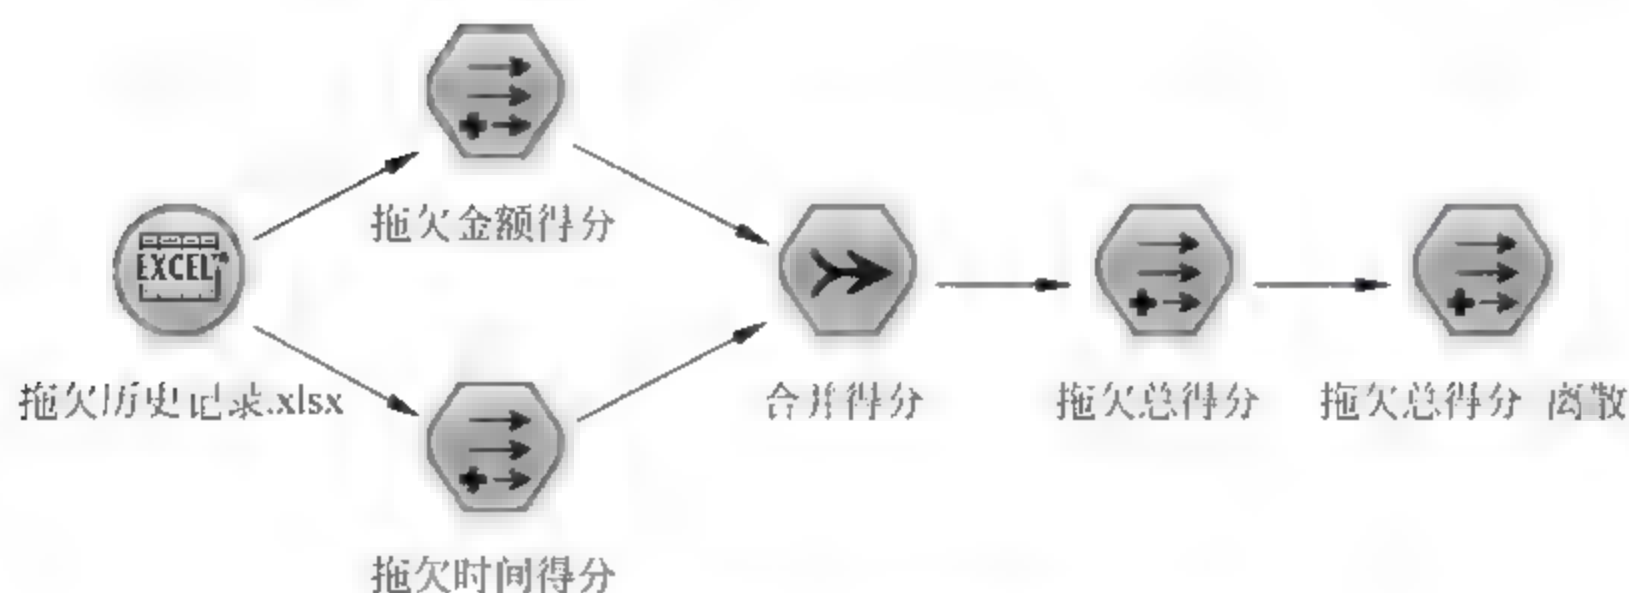 拖欠金额得分
EXCEL
拖欠历史记录.xlsx
合并得分
拖欠总得分
拖欠总得分 离散
拖欠时间得分